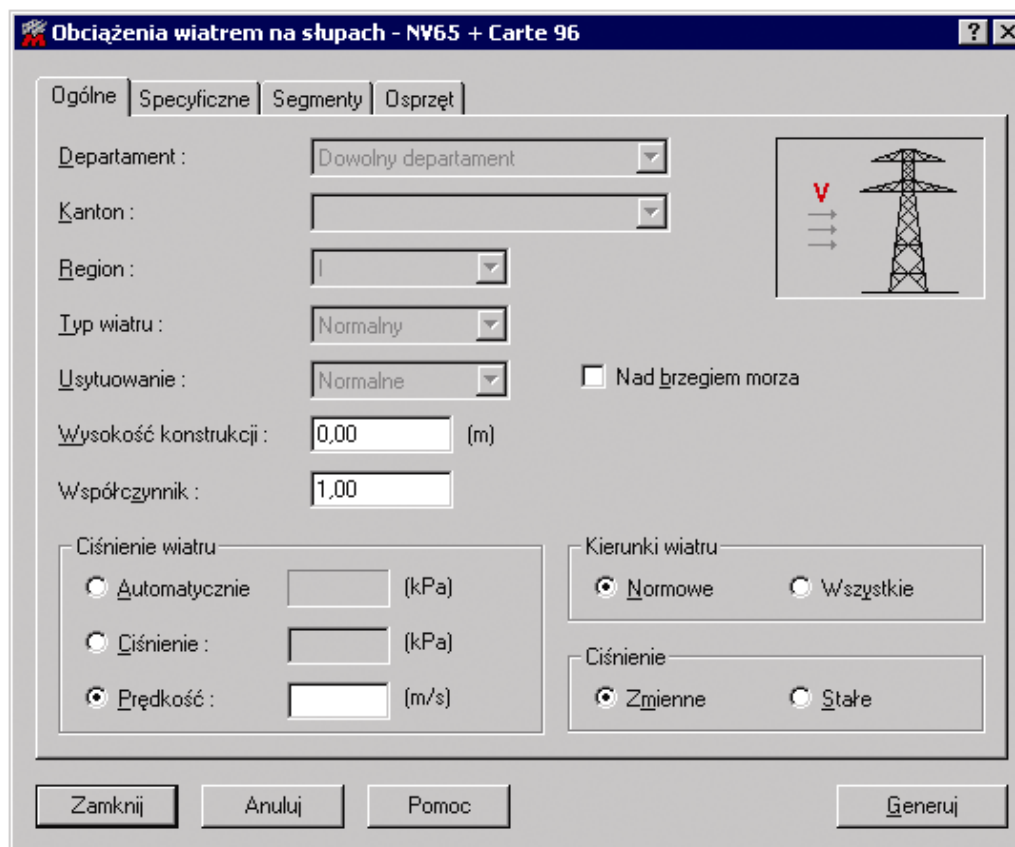 Obciążenia wiatrem na słupach - NV65 + Carte 96
Ogólne Specyficzne Segmenty Osprzęt
Departament : Dowolny departament
Kanton :
Region : I
Typ wiatru : Normalny
Usytuowanie : Normalne Nad brzegiem morza
Wysokość konstrukcji : 0,00 (m)
Współczynnik : 1,00
V
Ciśnienie wiatru
Automatycznie (kPa)
Ciśnienie : (kPa)
Prędkość : (m/s)
Kierunki wiatru
Normowe Wszystkie
Ciśnienie
Zmienne Stałe
Zamknij Anuluj Pomoc Generuj